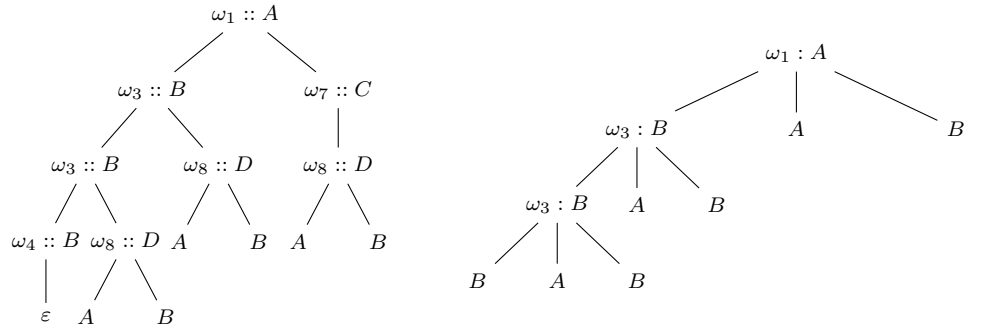 ω₁ :: A
ω₁ : A
ω₃ :: B ω₇ :: C
ω₃ : B A B
ω₃ :: B ω₈ :: D ω₈ :: D
ω₃ : B A B
ω₄ :: B ω₈ :: D A B A B
B A B
ε A B